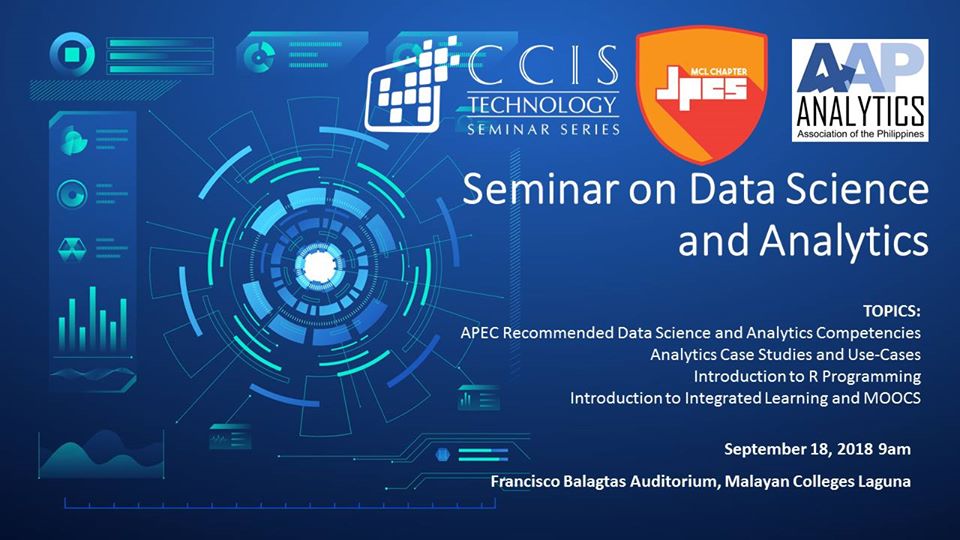 CCIS
TECHNOLOGY
SEMINAR SERIES
MCL CHAPTER
JPCS
AAP
ANALYTICS
Association of the Philippines
Seminar on Data Science
and Analytics
TOPICS:
APEC Recommended Data Science and Analytics Competencies
Analytics Case Studies and Use-Cases
Introduction to R Programming
Introduction to Integrated Learning and MOOCS
September 18, 2018 9am
Francisco Balagtas Auditorium, Malayan Colleges Laguna